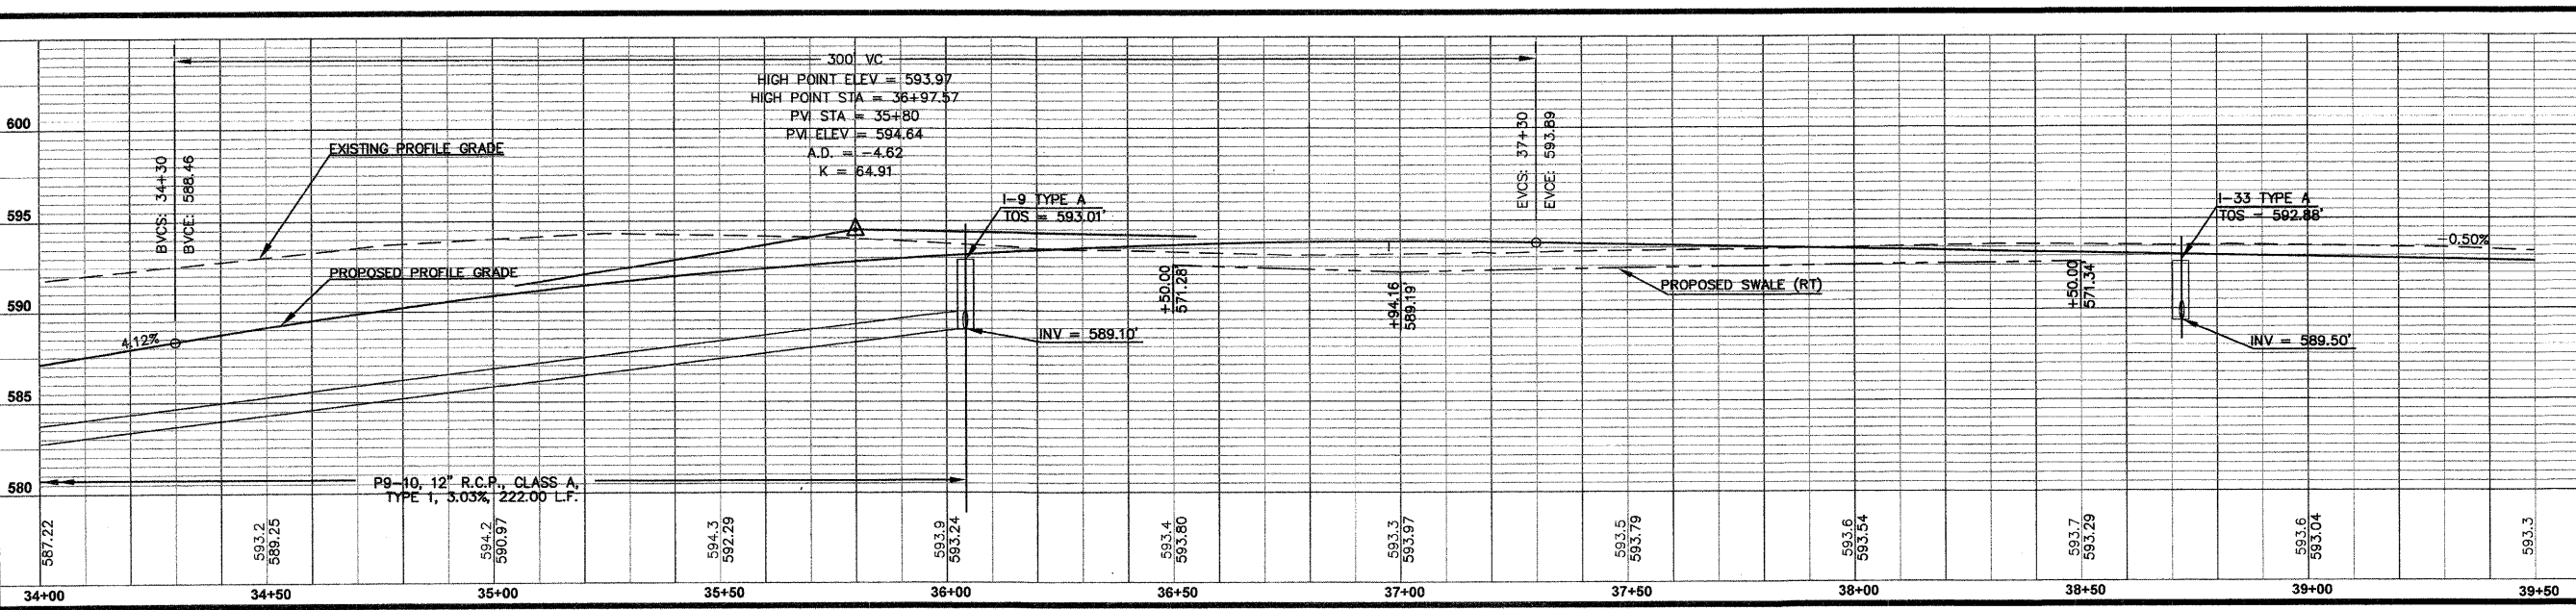 300' VC
HIGH POINT ELEV = 593.97
HIGH POINT STA = 36+97.57
PVI STA = 35+80
PVI ELEV = 594.64
A.D. = -4.62
K = 64.91
EXISTING PROFILE GRADE
BVCS: 34+30
BVCE: 588.46
PROPOSED PROFILE GRADE
4.12%
I-9 TYPE A
TOS = 593.01'
INV = 589.10'
+50.00
571.28'
+94.16
589.19'
EVCS: 37+30
EVCE: 593.89
PROPOSED SWALE (RT)
+50.00
571.34'
I-33 TYPE A
TOS = 592.88'
INV = 589.50'
-0.50%
P9-10, 12" R.C.P., CLASS A,
TYPE 1, 3.03%, 222.00 L.F.
600
595
590
585
580
587.22
593.2
589.25
594.2
590.97
594.3
592.29
593.9
593.24
593.4
593.80
593.3
593.97
593.5
593.79
593.6
593.54
593.7
593.29
593.6
593.04
593.3
34+00 34+50 35+00 35+50 36+00 36+50 37+00 37+50 38+00 38+50 39+00 39+50